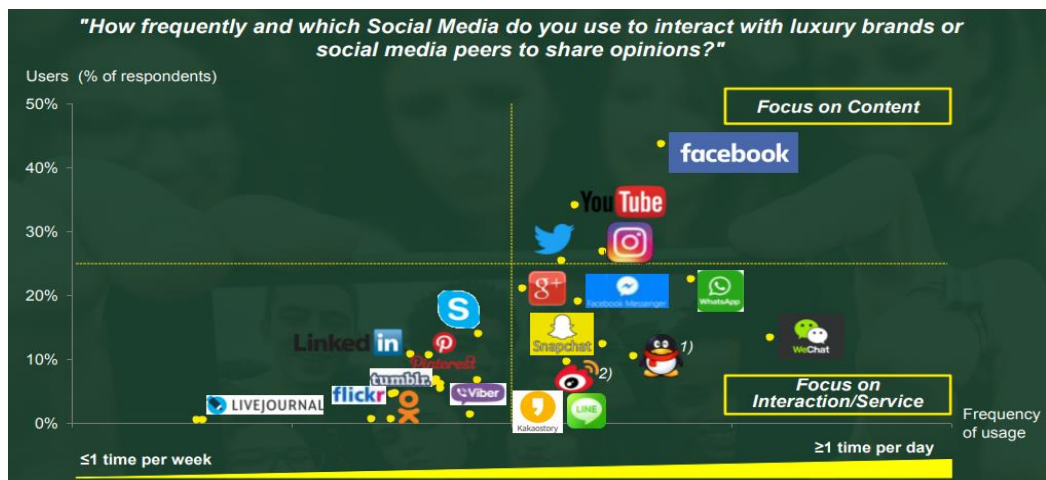 "How frequently and which Social Media do you use to interact with luxury brands or
social media peers to share opinions?"
Users (% of respondents)
50%
Focus on Content
facebook
40%
YouTube
30%
20%
g+
Facebook Messenger
WhatsApp
S
Linked in
Pinterest
Snapchat
1)
WeChat
10%
tumblr.
2)
flickr
Viber
Focus on
Interaction/Service
LIVEJOURNAL
Kakaostory
LINE
0%
Frequency
of usage
≤1 time per week
≥1 time per day